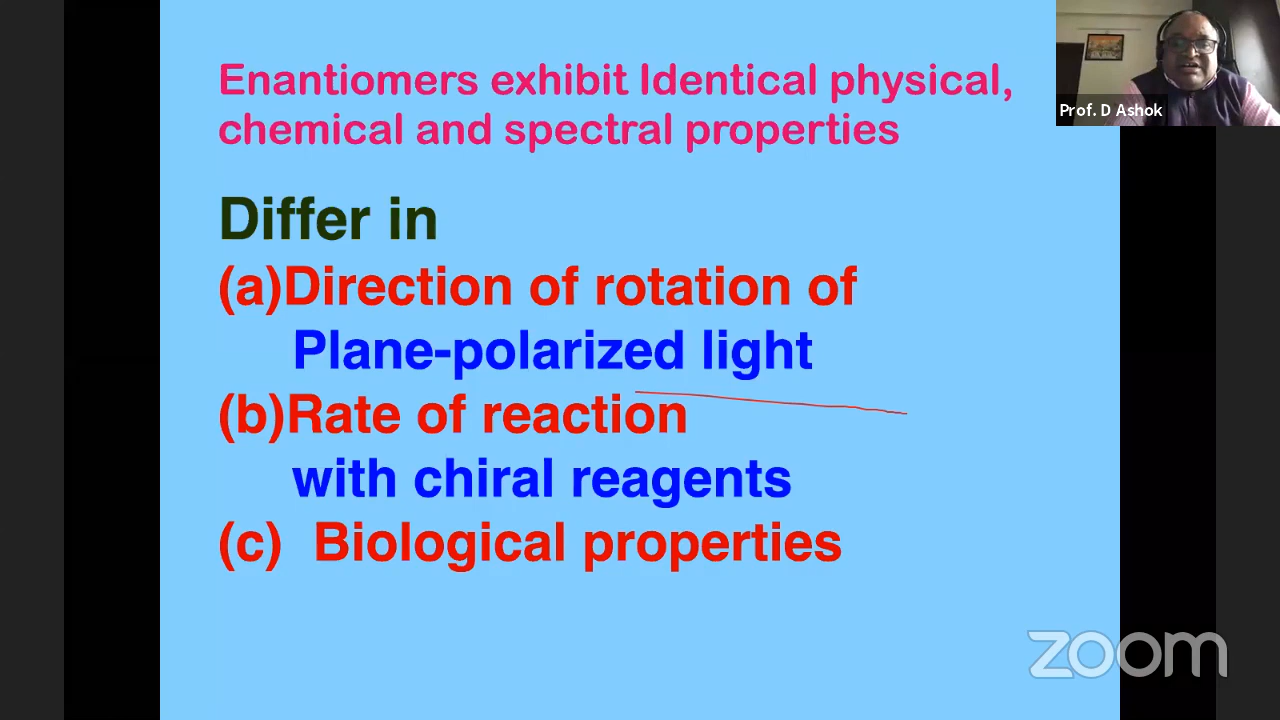 Enantiomers exhibit Identical physical,
chemical and spectral properties
Differ in
(a)Direction of rotation of
Plane-polarized light
(b)Rate of reaction
with chiral reagents
(c) Biological properties
Prof. D Ashok
zoom